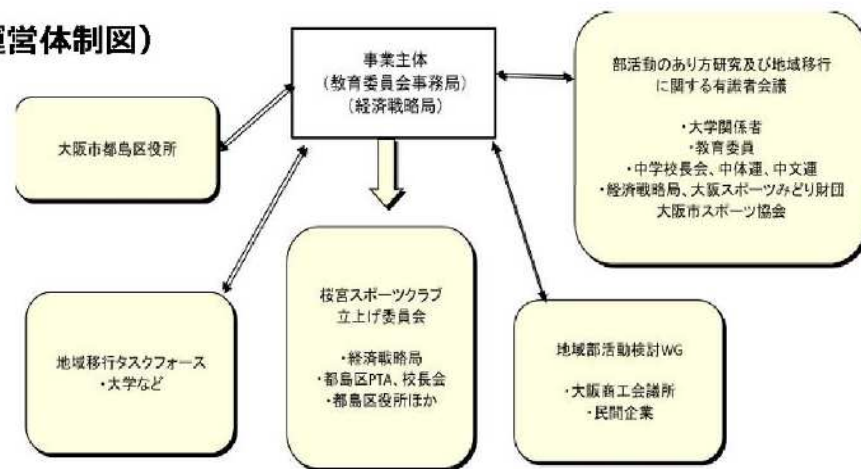 運営体制図）
事業主体
（教育委員会事務局）
（経済戦略局）
部活動のあり方研究及び地域移行
に関する有識者会議
・大学関係者
・教育委員
・中学校長会、中体連、中文連
・経済戦略局、大阪スポーツみどり財団
大阪市スポーツ協会
大阪市都島区役所
桜宮スポーツクラブ
立上げ委員会
・経済戦略局
・都島区PTA、校長会
・都島区役所ほか
地域移行タスクフォース
・大学など
地域部活動検討WG
・大阪商工会議所
・民間企業